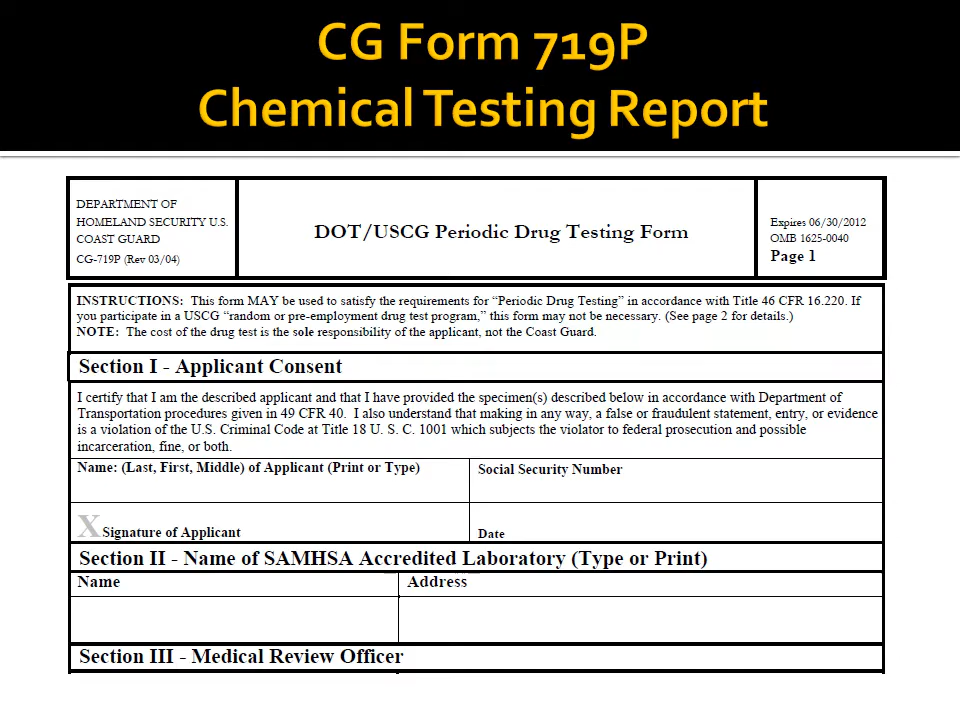 CG Form 719P
Chemical Testing Report
DEPARTMENT OF
HOMELAND SECURITY U.S.
COAST GUARD
CG-719P (Rev 03/04)
DOT/USCG Periodic Drug Testing Form
Expires 06/30/2012
OMB 1625-0040
Page 1
INSTRUCTIONS: This form MAY be used to satisfy the requirements for “Periodic Drug Testing” in accordance with Title 46 CFR 16.220. If
you participate in a USCG “random or pre-employment drug test program,” this form may not be necessary. (See page 2 for details.)
NOTE: The cost of the drug test is the sole responsibility of the applicant, not the Coast Guard.
Section I - Applicant Consent
I certify that I am the described applicant and that I have provided the specimen(s) described below in accordance with Department of
Transportation procedures given in 49 CFR 40. I also understand that making in any way, a false or fraudulent statement, entry, or evidence
is a violation of the U.S. Criminal Code at Title 18 U. S. C. 1001 which subjects the violator to federal prosecution and possible
incarceration, fine, or both.
Name: (Last, First, Middle) of Applicant (Print or Type)
Social Security Number
X Signature of Applicant
Date
Section II - Name of SAMHSA Accredited Laboratory (Type or Print)
Name
Address
Section III - Medical Review Officer